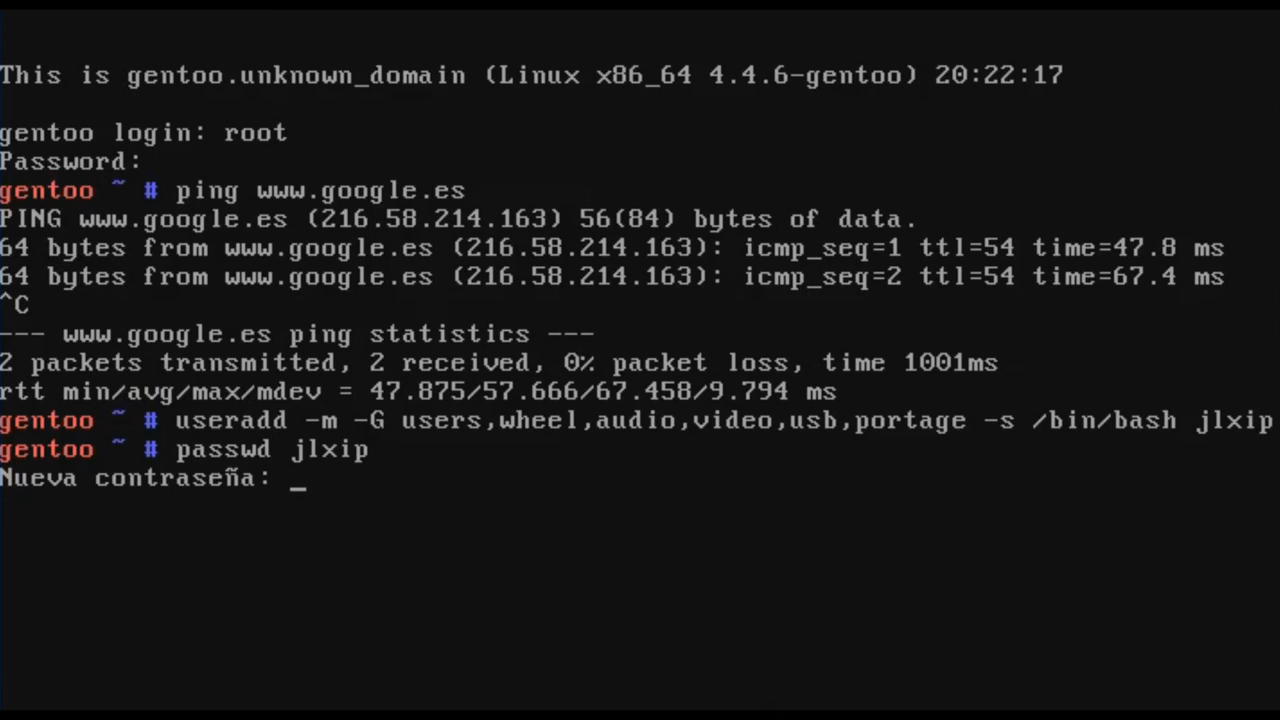 This is gentoo.unknown_domain (Linux x86_64 4.4.6-gentoo) 20:22:17
gentoo login: root
Password:
gentoo ~ # ping www.google.es
PING www.google.es (216.58.214.163) 56(84) bytes of data.
64 bytes from www.google.es (216.58.214.163): icmp_seq=1 ttl=54 time=47.8 ms
64 bytes from www.google.es (216.58.214.163): icmp_seq=2 ttl=54 time=67.4 ms
^C
--- www.google.es ping statistics ---
2 packets transmitted, 2 received, 0% packet loss, time 1001ms
rtt min/avg/max/mdev = 47.875/57.666/67.458/9.794 ms
gentoo ~ # useradd -m -G users,wheel,audio,video,usb,portage -s /bin/bash jlxip
gentoo ~ # passwd jlxip
Nueva contraseña: _